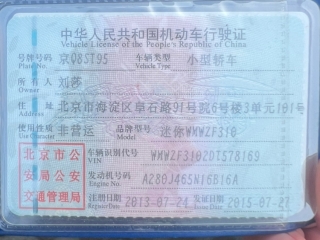 中华人民共和国机动车行驶证
Vehicle License of the People's Republic of China
号牌号码 京Q8ST95 车辆类型 小型轿车
Plate No. Vehicle Type
所有人 刘莎
Owner
住址 北京市海淀区阜石路91号院6号楼3单元101号
Address
使用性质 非营运 品牌型号 迷你WMWZF310
Use Character Model
北京市公安局公安交通管理局
车辆识别代号 WMWZF3102DT578169
VIN
发动机号码 A280J465N16B16A
Engine No.
注册日期 2013-07-24 发证日期 2015-07-27
Register Date Issue Date